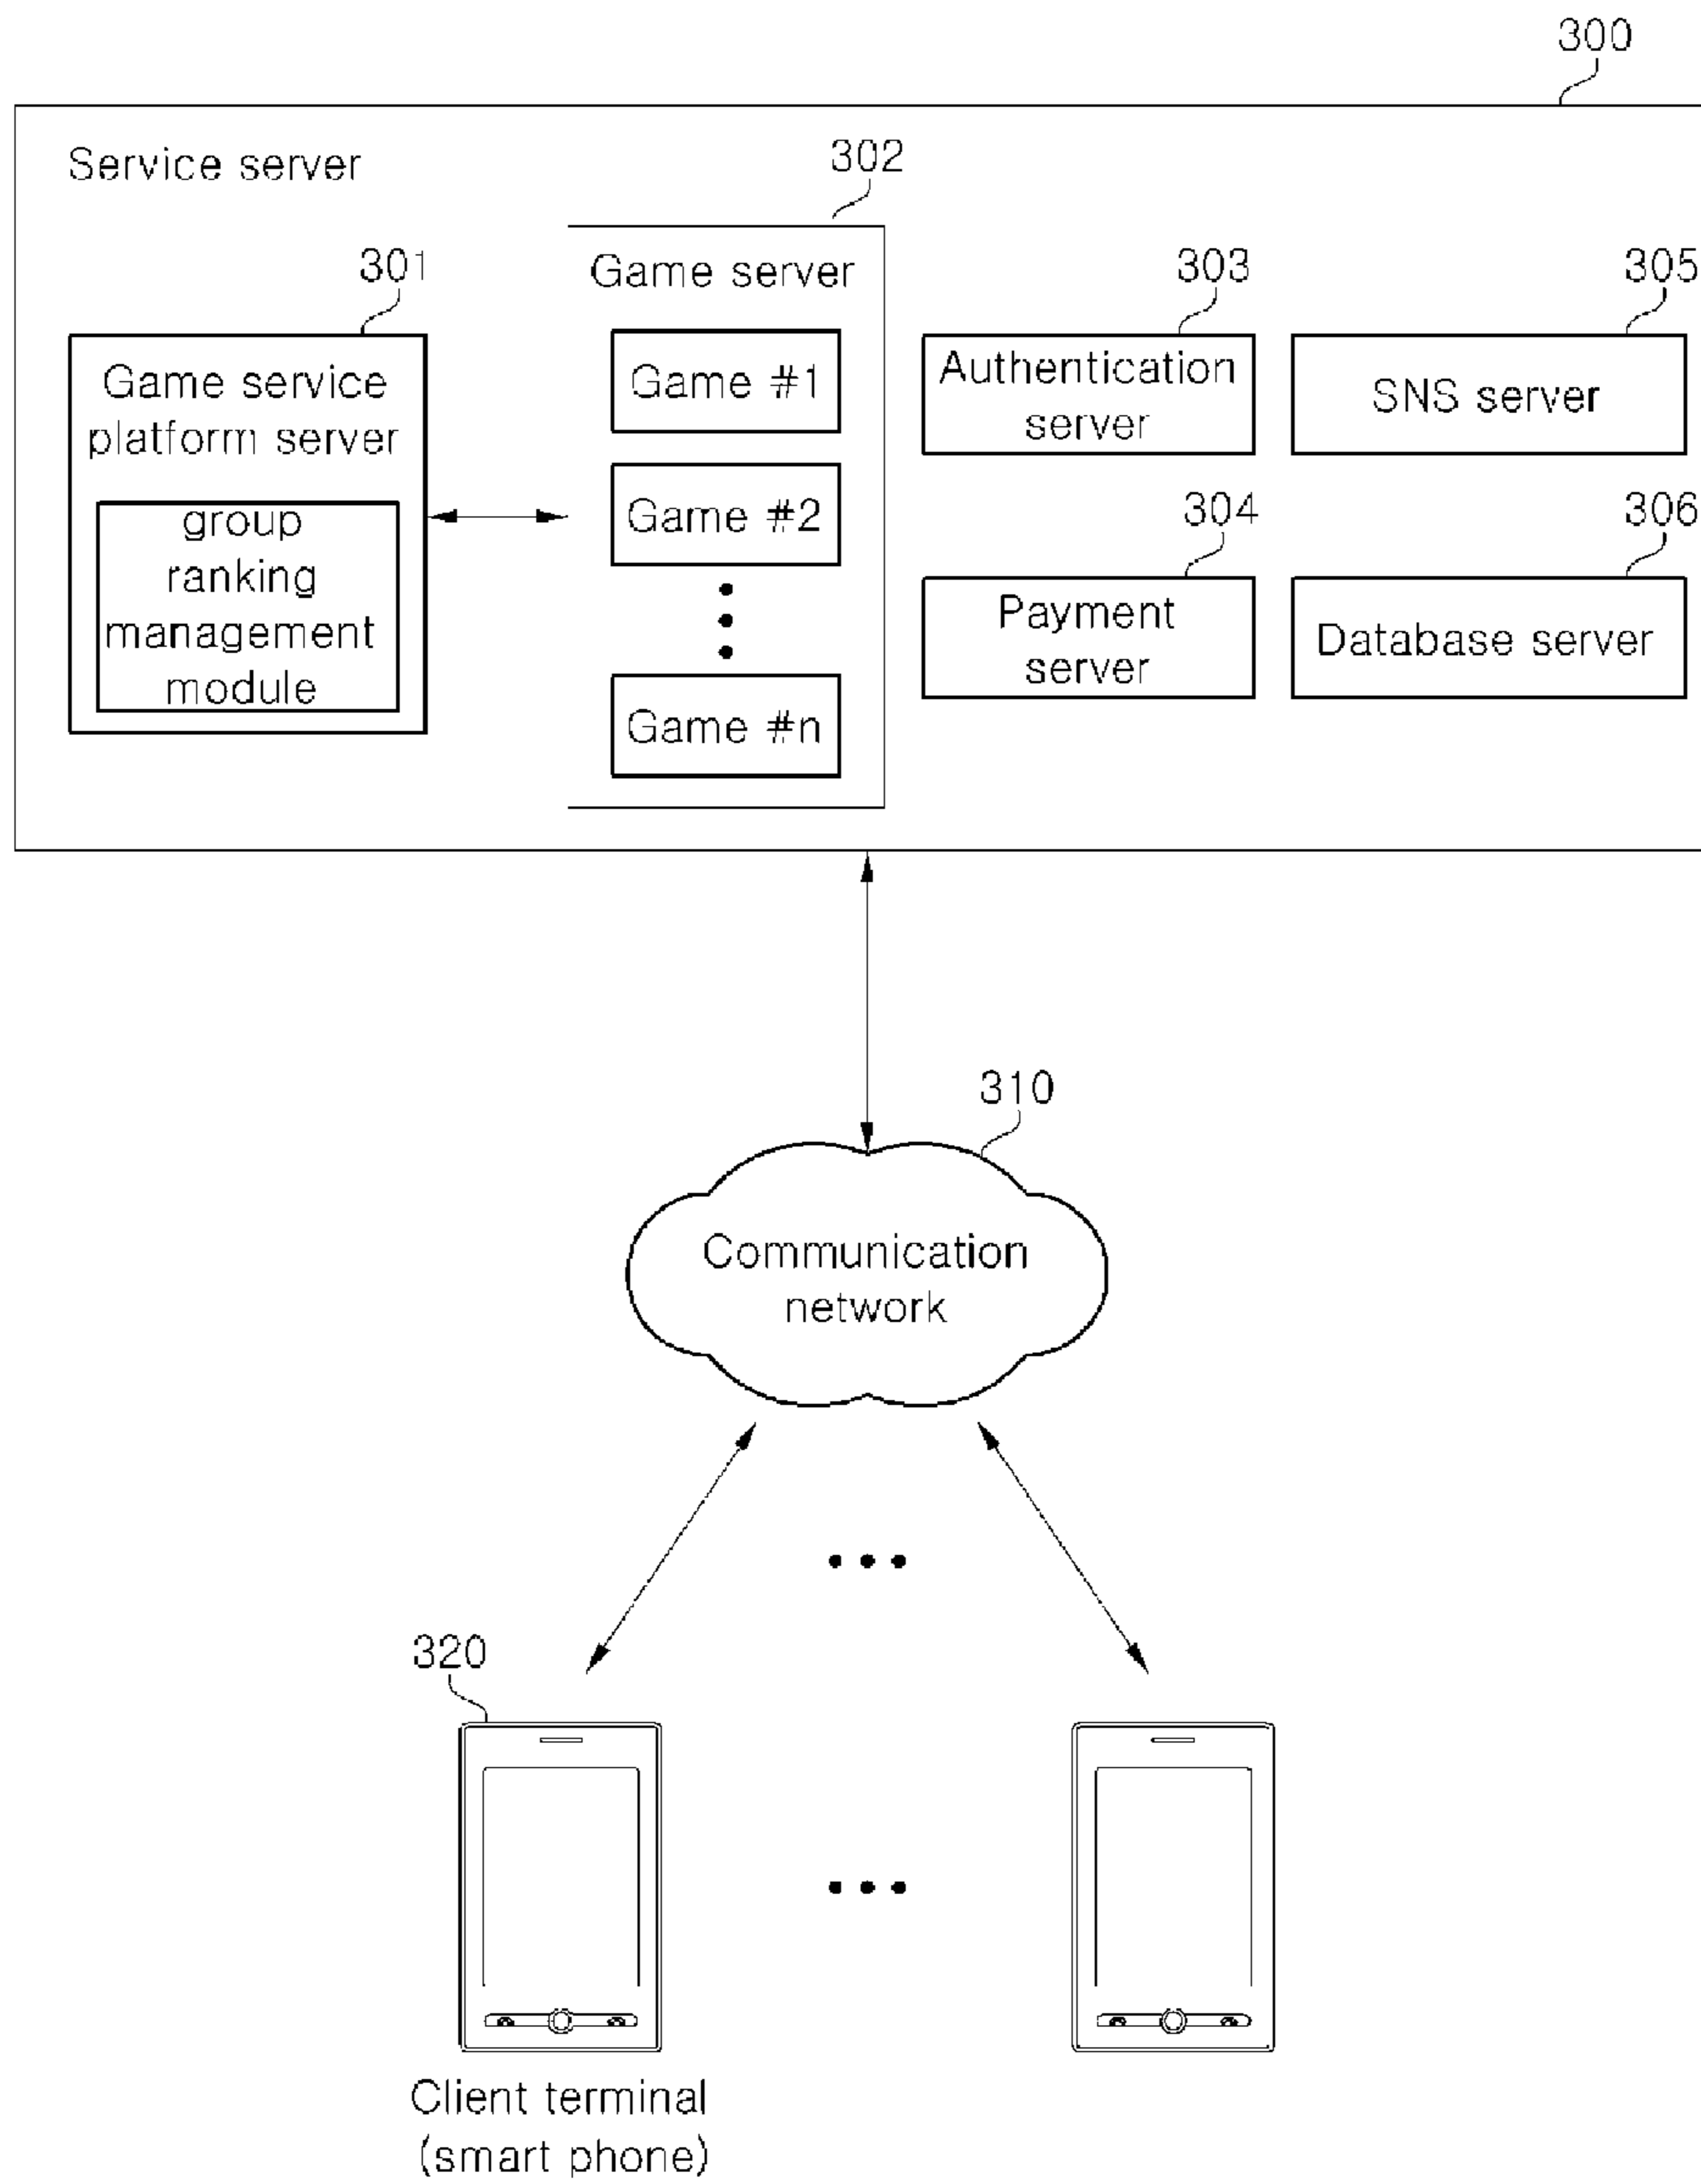 300
Service server
302
301
Game server
303
305
Game service
platform server
Game #1
Authentication
server
SNS server
group
ranking
management
module
Game #2
304
306
Payment
server
Database server
Game #n
310
Communication
network
320
Client terminal
(smart phone)